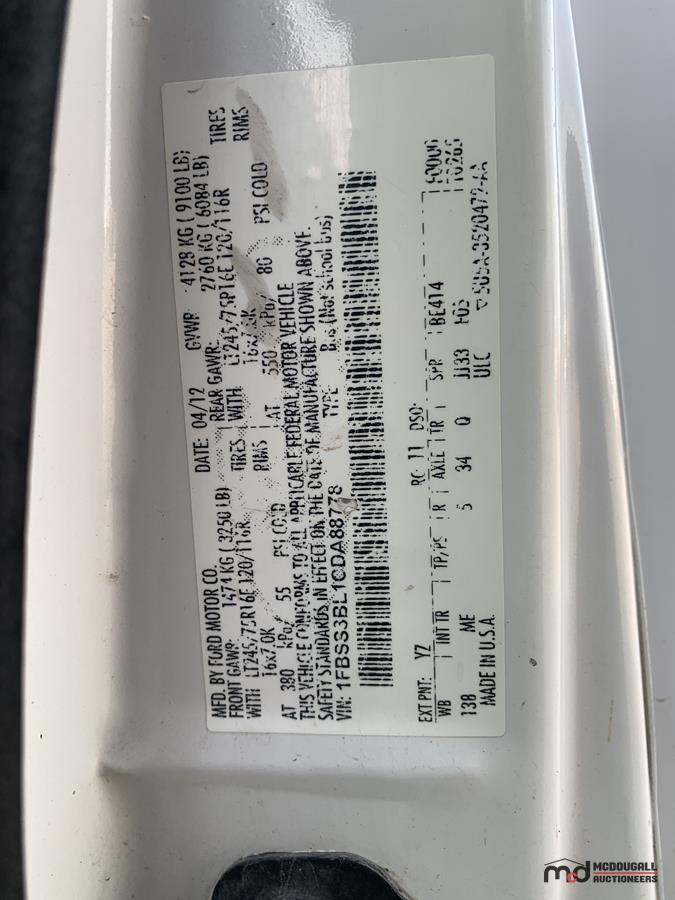 MFD. BY FORD MOTOR CO. DATE: 04/12 GVWR: 4128 KG ( 9100 LB)
FRONT GAWR: 1474 KG ( 3250 LB) REAR GAWR: 2760 KG ( 6084 LB)
WITH LT245/75R16E 120/116R TIRES WITH LT245/75R16E 120/116R TIRES
16x7.0K RIMS 16x7.0K RIMS
AT 380 kPa/ 55 PSI COLD AT 550 kPa/ 80 PSI COLD
THIS VEHICLE CONFORMS TO ALL APPLICABLE FEDERAL MOTOR VEHICLE
SAFETY STANDARDS IN EFFECT ON THE DATE OF MANUFACTURE SHOWN ABOVE.
VIN: 1FBSS3BL1CDA88778 TYPE: Bus (Not School bus)
EXT PNT: YZ RC: 11 DSO:
WB INT TR TP/PS R AXLE TR SPR BE414
138 ME 5 34 Q JJ33
MADE IN U.S.A. ULC
MCDOUGALL
AUCTIONEERS